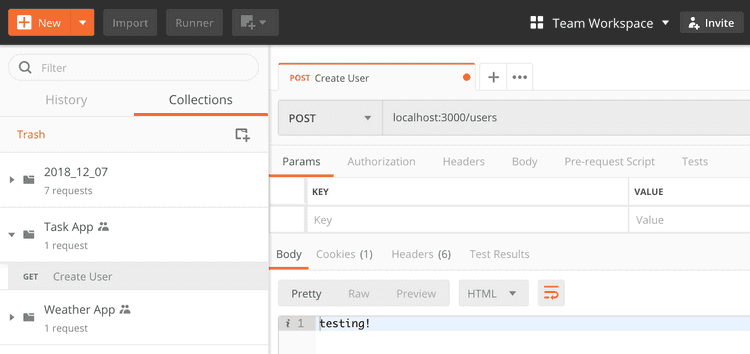 New Import Runner Team Workspace Invite
Filter
History Collections
Trash
2018_12_07
7 requests
Task App
1 request
GET Create User
Weather App
1 request
POST Create User
POST localhost:3000/users
Params Authorization Headers Body Pre-request Script Tests
KEY VALUE
Key Value
Body Cookies (1) Headers (6) Test Results
Pretty Raw Preview HTML
i 1 testing!